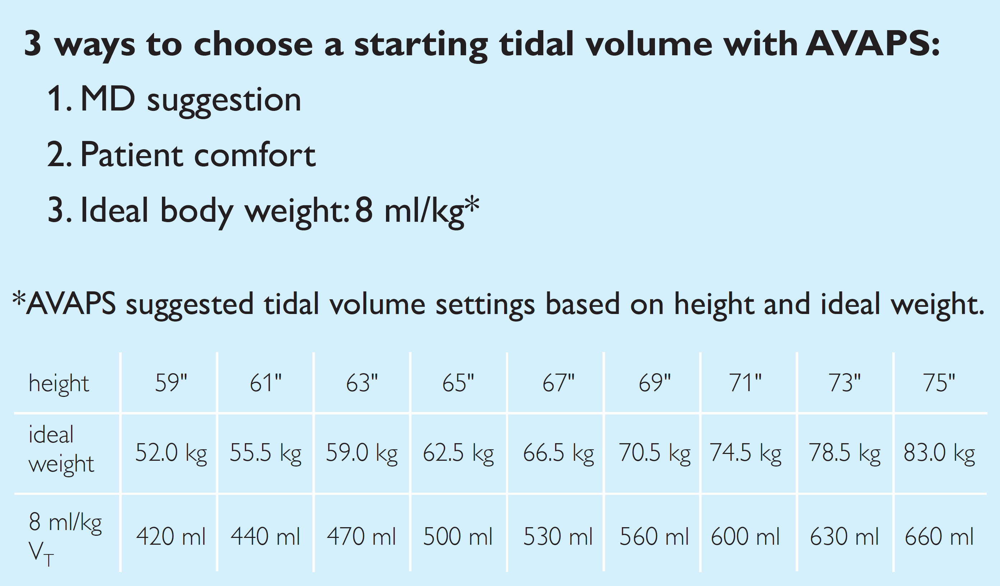 3 ways to choose a starting tidal volume with AVAPS:
1. MD suggestion
2. Patient comfort
3. Ideal body weight: 8 ml/kg*
*AVAPS suggested tidal volume settings based on height and ideal weight.
height 59" 61" 63" 65" 67" 69" 71" 73" 75"
ideal weight 52.0 kg 55.5 kg 59.0 kg 62.5 kg 66.5 kg 70.5 kg 74.5 kg 78.5 kg 83.0 kg
8 ml/kg VT 420 ml 440 ml 470 ml 500 ml 530 ml 560 ml 600 ml 630 ml 660 ml